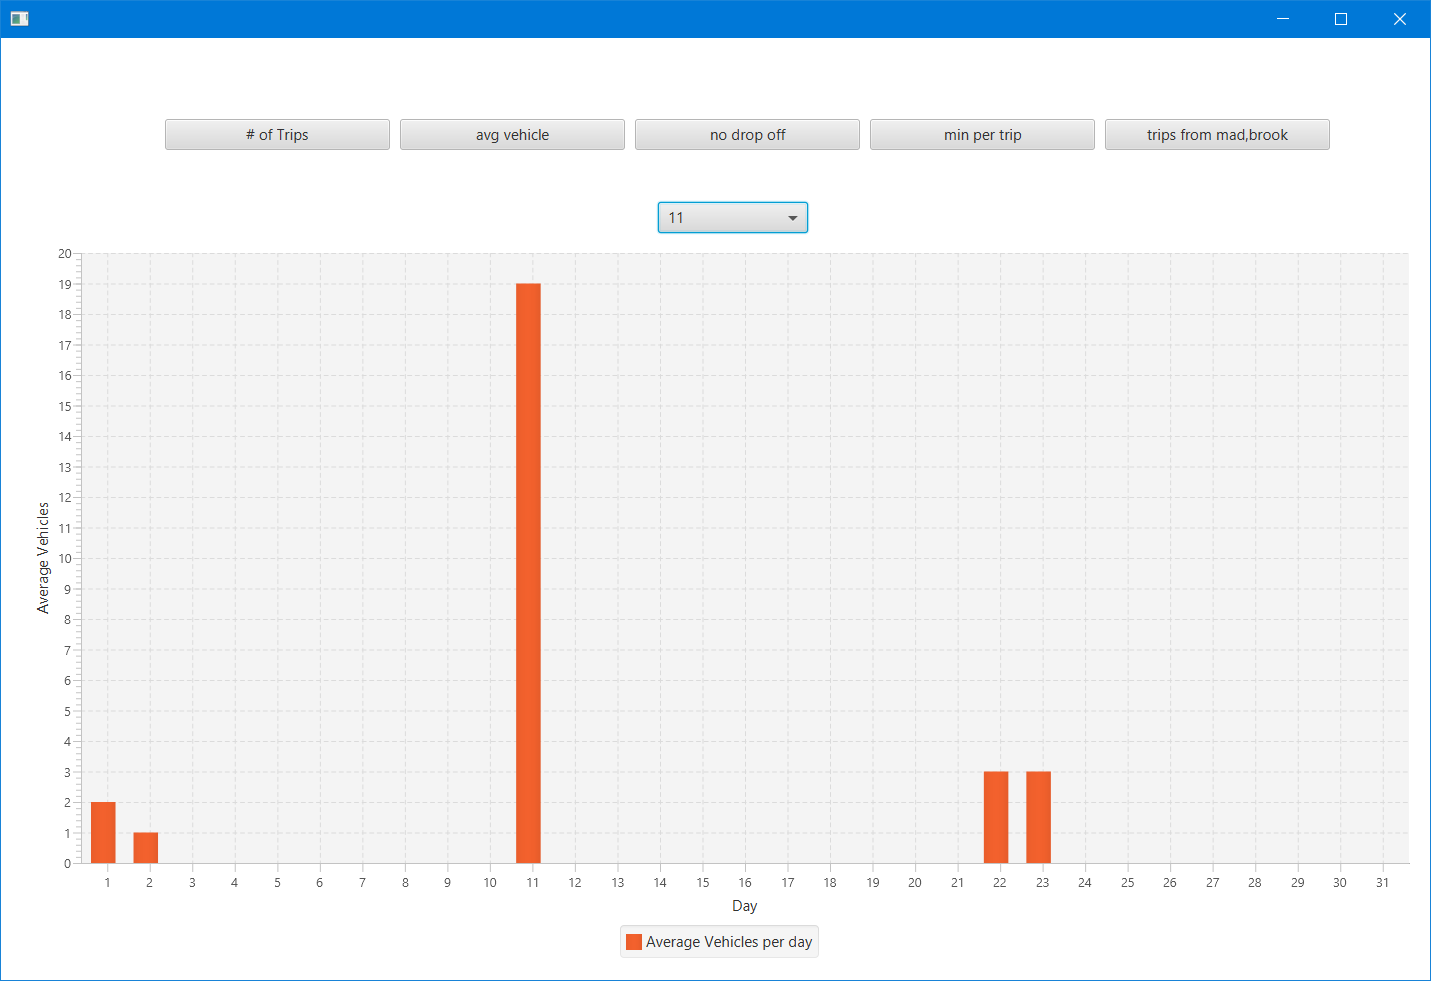 # of Trips
avg vehicle
no drop off
min per trip
trips from mad,brook
11
20
19
18
17
16
15
14
13
12
11
10
9
8
7
6
5
4
3
2
1
0
Average Vehicles
1 2 3 4 5 6 7 8 9 10 11 12 13 14 15 16 17 18 19 20 21 22 23 24 25 26 27 28 29 30 31
Day
Average Vehicles per day